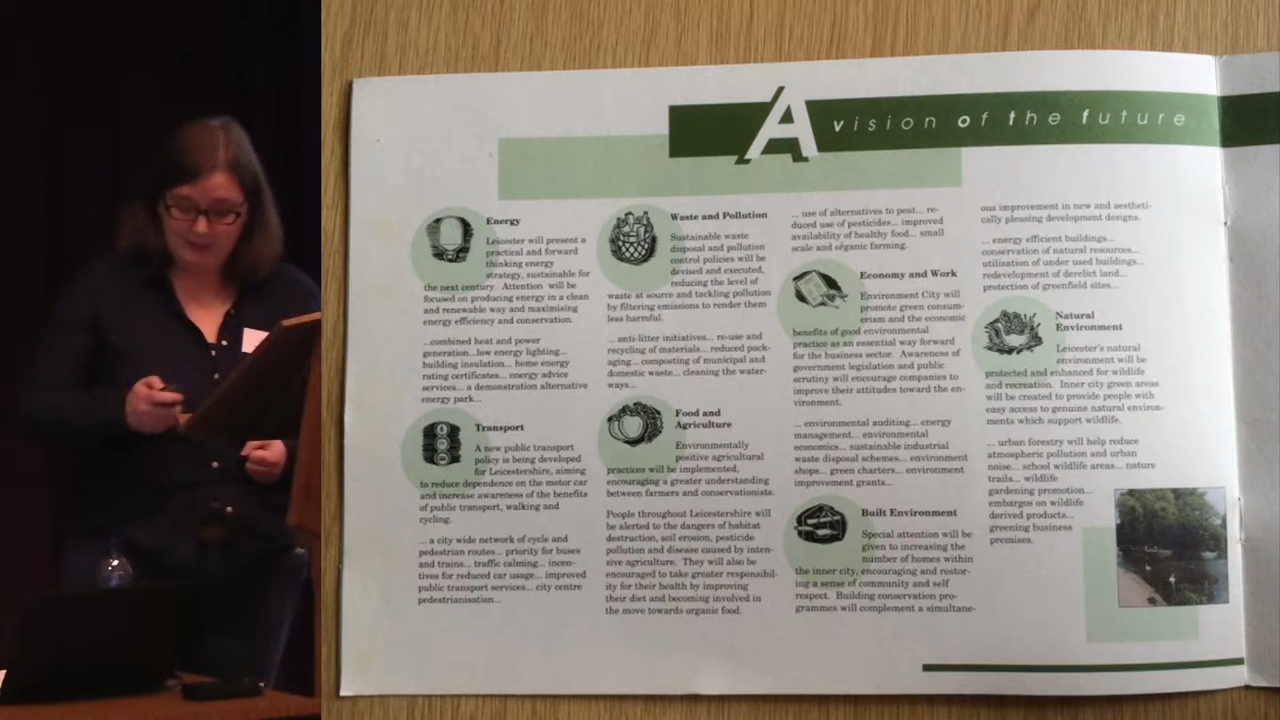 A vision of the future
Energy
Leicester will present a
practical and forward
thinking energy
strategy, sustainable for
the next century. Attention will be
focused on producing energy in a clean
and renewable way and maximising
energy efficiency and conservation.
...combined heat and power
generation...low energy lighting...
building insulation... home energy
rating certificates... energy advice
services... a demonstration alternative
energy park...
Transport
A new public transport
policy is being developed
for Leicestershire, aiming
to reduce dependence on the motor car
and increase awareness of the benefits
of public transport, walking and
cycling.
... a city wide network of cycle and
pedestrian routes... priority for buses
and trains... traffic calming... incen-
tives for reduced car usage... improved
public transport services... city centre
pedestrianisation...
Waste and Pollution
Sustainable waste
disposal and pollution
control policies will be
devised and executed,
reducing the level of
waste at source and tackling pollution
by filtering emissions to render them
less harmful.
... anti-litter initiatives... re-use and
recycling of materials... reduced pack-
aging... composting of municipal and
domestic waste... cleaning the water-
ways...
Food and
Agriculture
Environmentally
positive agricultural
practices will be implemented,
encouraging a greater understanding
between farmers and conservationists.
People throughout Leicestershire will
be alerted to the dangers of habitat
destruction, soil erosion, pesticide
pollution and disease caused by inten-
sive agriculture. They will also be
encouraged to take greater responsibil-
ity for their health by improving
their diet and becoming involved in
the move towards organic food.
... use of alternatives to peat... re-
duced use of pesticides... improved
availability of healthy food... small
scale and organic farming.
Economy and Work
Environment City will
promote green consum-
erism and the economic
benefits of good environmental
practice as an essential way forward
for the business sector. Awareness of
government legislation and public
scrutiny will encourage companies to
improve their attitudes toward the en-
vironment.
... environmental auditing... energy
management... environmental
economics... sustainable industrial
waste disposal schemes... environment
shops... green charters... environment
improvement grants...
Built Environment
Special attention will be
given to increasing the
number of homes within
the inner city, encouraging and restor-
ing a sense of community and self
respect. Building conservation pro-
grammes will complement a simultane-
ous improvement in new and aestheti-
cally pleasing development designs.
... energy efficient buildings...
conservation of natural resources...
utilisation of under used buildings...
redevelopment of derelict land...
protection of greenfield sites...
Natural
Environment
Leicester's natural
environment will be
protected and enhanced for wildlife
and recreation. Inner city green areas
will be created to provide people with
easy access to genuine natural environ-
ments which support wildlife.
... urban forestry will help reduce
atmospheric pollution and urban
noise... school wildlife areas... nature
trails... wildlife
gardening promotion...
embargos on wildlife
derived products...
greening business
premises.